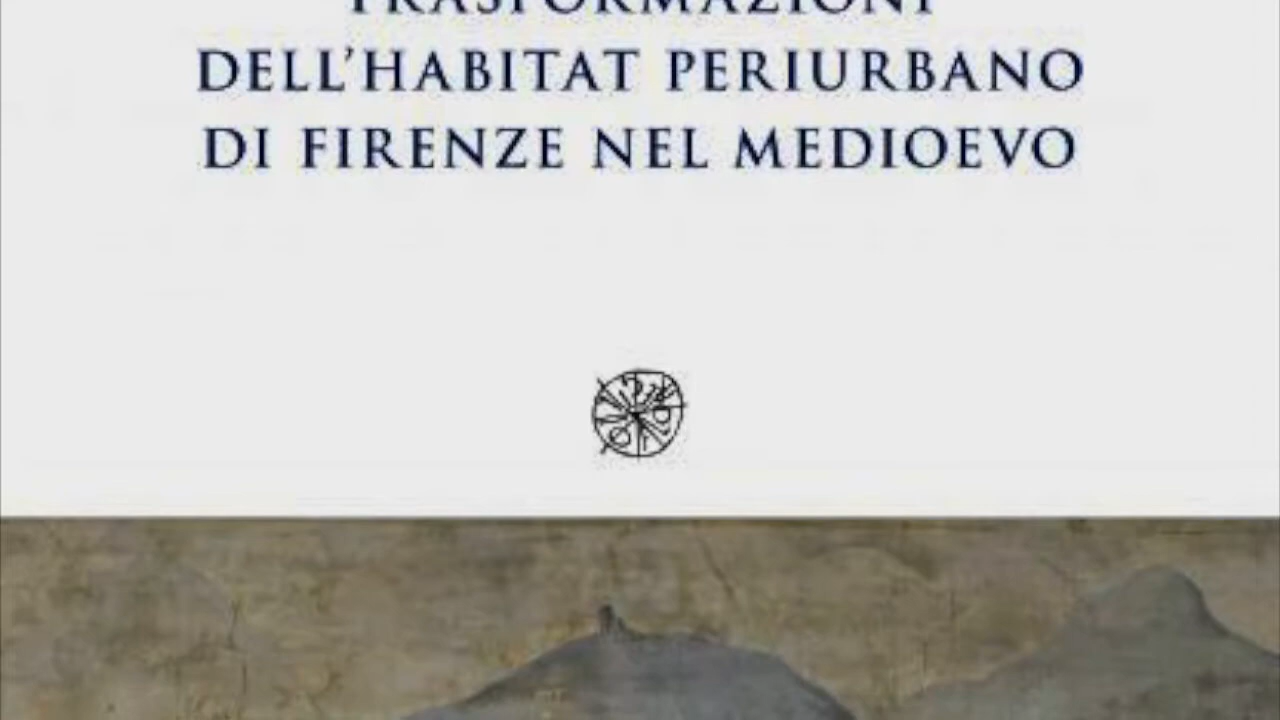 TRASFORMAZIONI
DELL'HABITAT PERIURBANO
DI FIRENZE NEL MEDIOEVO